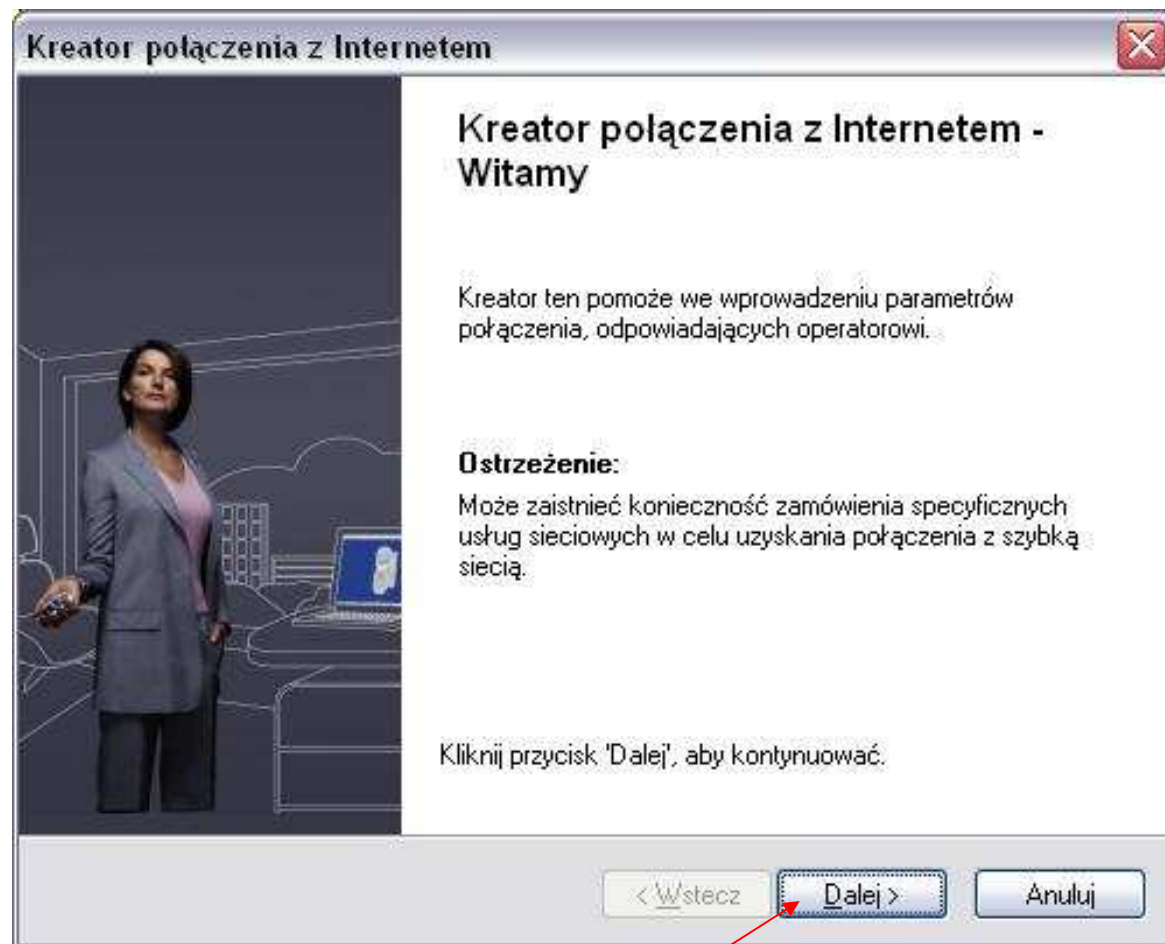 Kreator połączenia z Internetem
Kreator połączenia z Internetem -
Witamy
Kreator ten pomoże we wprowadzeniu parametrów
połączenia, odpowiadających operatorowi.
Ostrzeżenie:
Może zaistnieć konieczność zamówienia specyficznych
usług sieciowych w celu uzyskania połączenia z szybką
siecią.
Kliknij przycisk 'Dalej', aby kontynuować.
< Wstecz Dalej > Anuluj